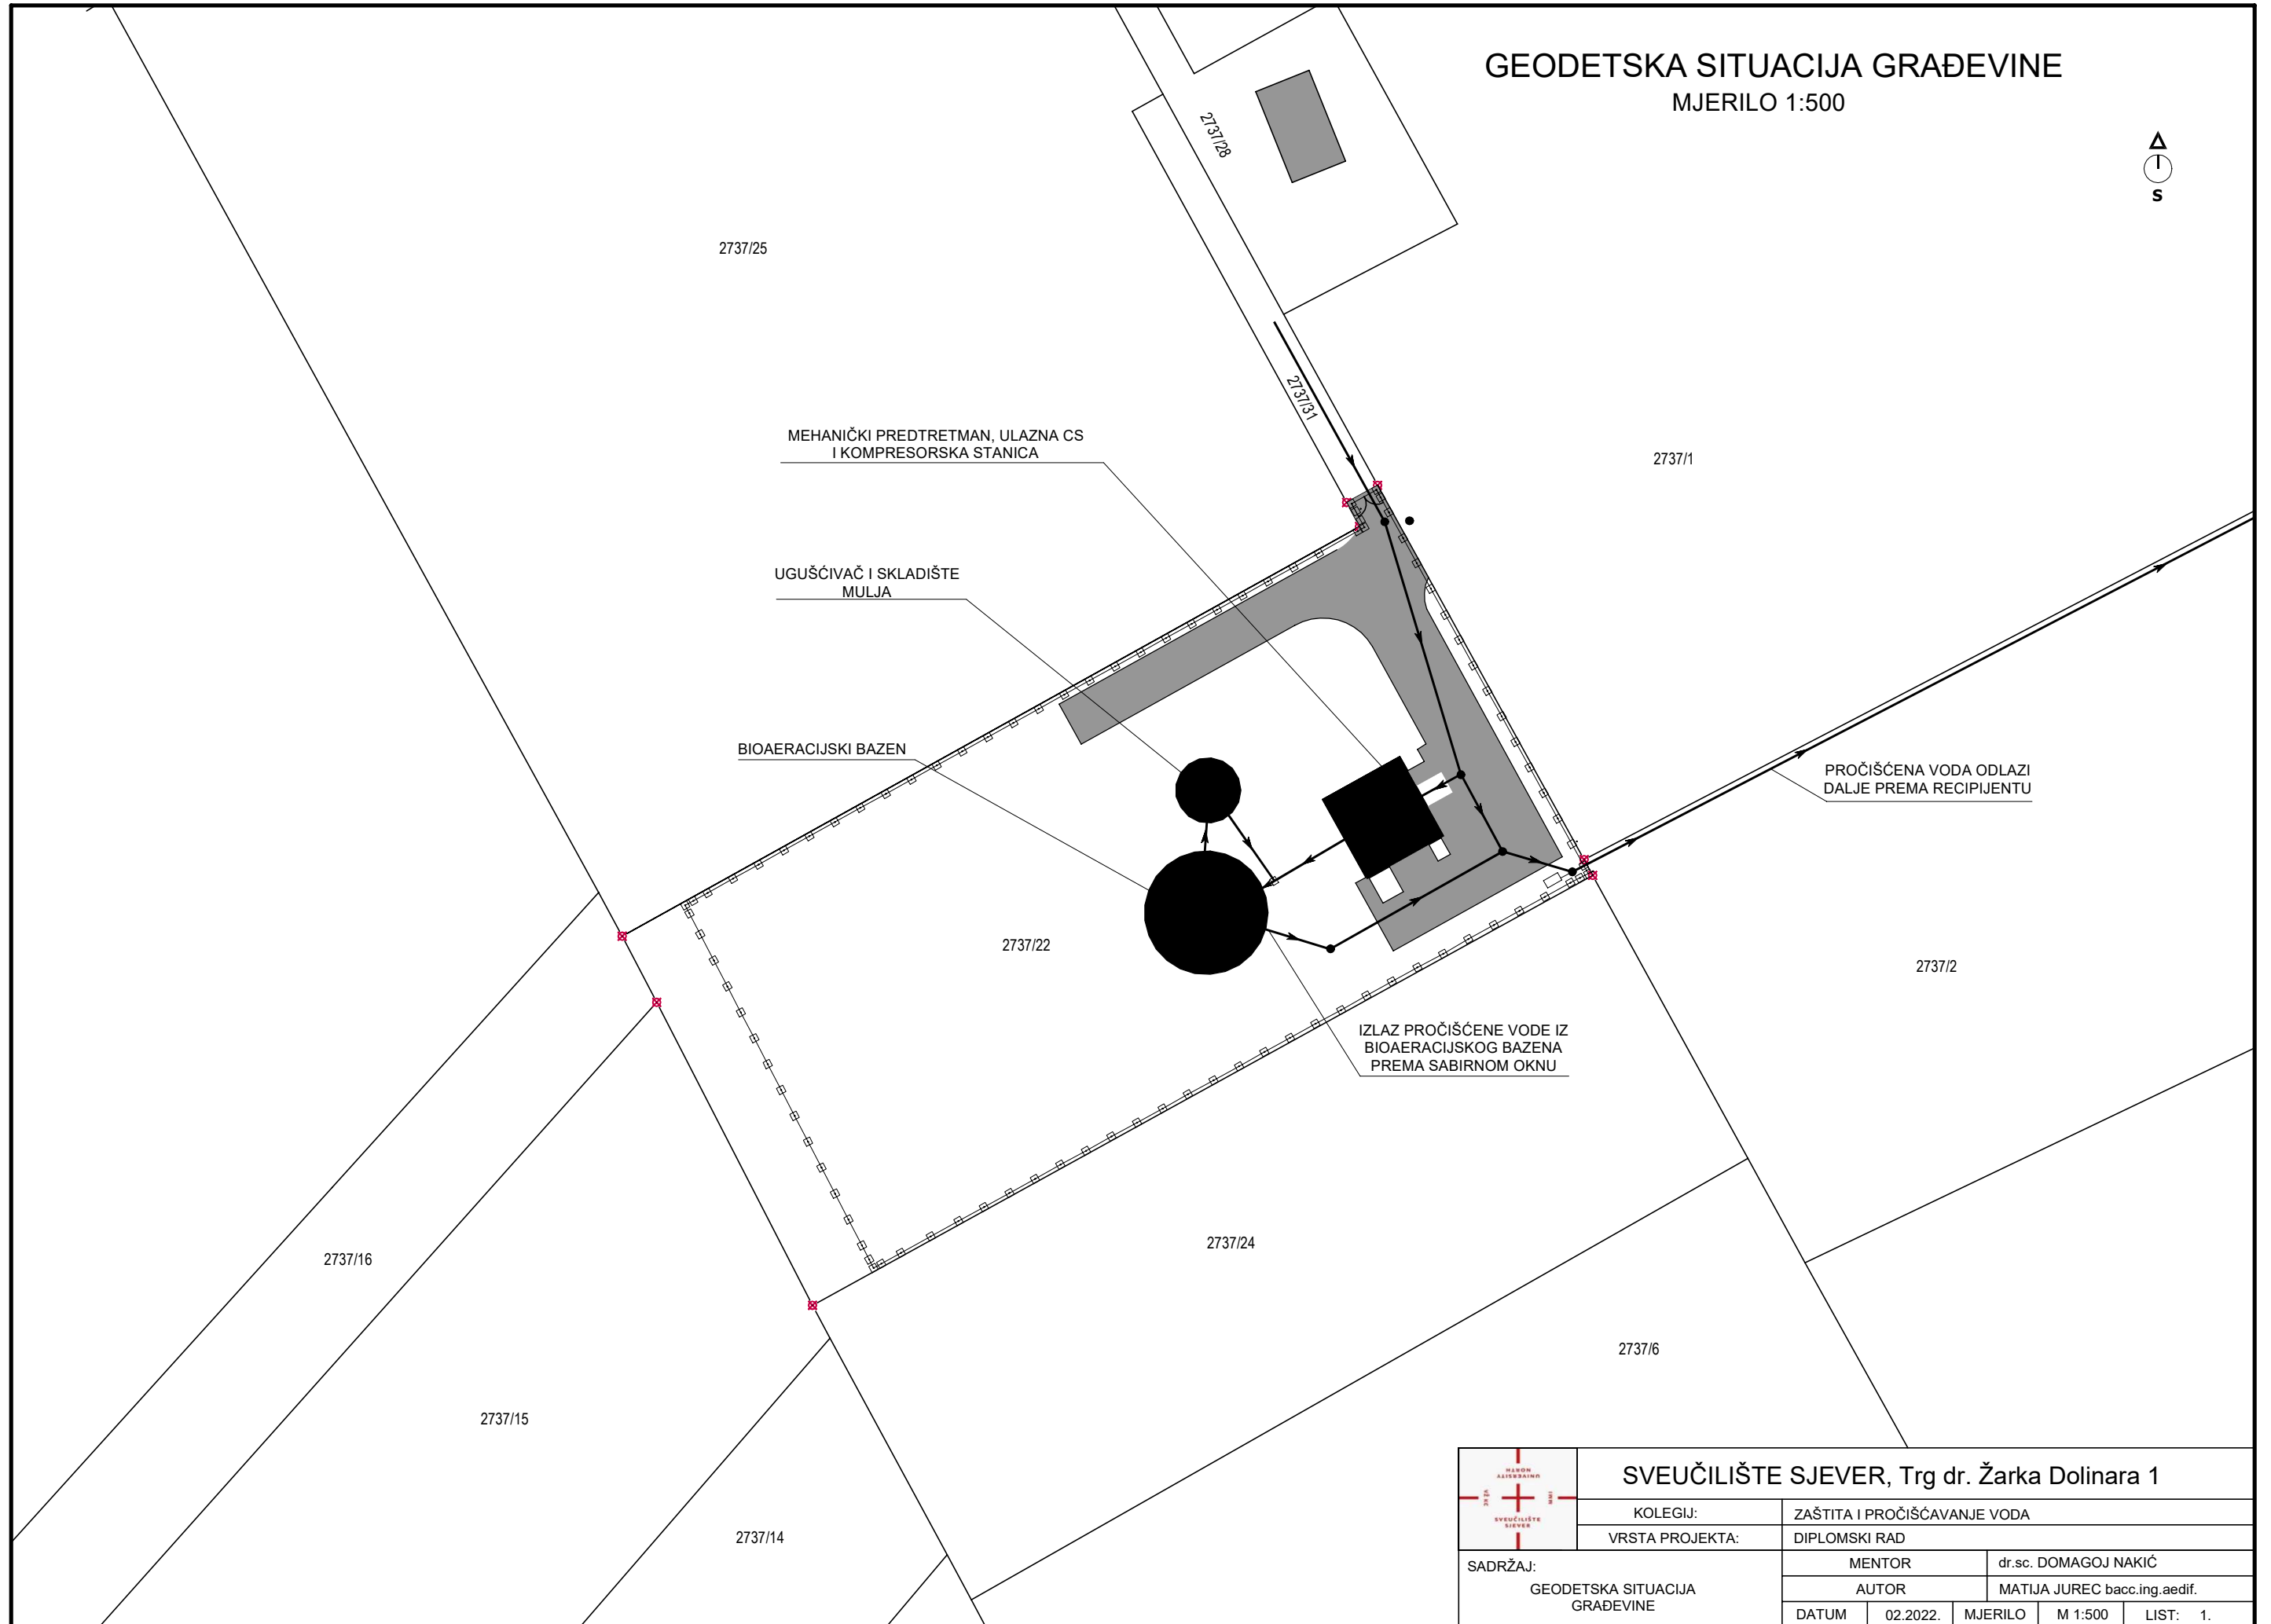 GEODETSKA SITUACIJA GRAĐEVINE
MJERILO 1:500
S
2737/28
2737/25
2737/31
MEHANIČKI PREDTRETMAN, ULAZNA CS
I KOMPRESORSKA STANICA
2737/1
UGUŠĆIVAČ I SKLADIŠTE
MULJA
BIOAERACIJSKI BAZEN
PROČIŠĆENA VODA ODLAZI
DALJE PREMA RECIPIJENTU
2737/22
2737/2
IZLAZ PROČIŠĆENE VODE IZ
BIOAERACIJSKOG BAZENA
PREMA SABIRNOM OKNU
2737/24
2737/16
2737/6
2737/15
2737/14
NORTH
UNIVERSITY
SVEUČILIŠTE
SJEVER
SVEUČILIŠTE SJEVER, Trg dr. Žarka Dolinara 1
KOLEGIJ: ZAŠTITA I PROČIŠĆAVANJE VODA
VRSTA PROJEKTA: DIPLOMSKI RAD
SADRŽAJ:
GEODETSKA SITUACIJA
GRAĐEVINE
MENTOR dr.sc. DOMAGOJ NAKIĆ
AUTOR MATIJA JUREC bacc.ing.aedif.
DATUM 02.2022. MJERILO M 1:500 LIST: 1.